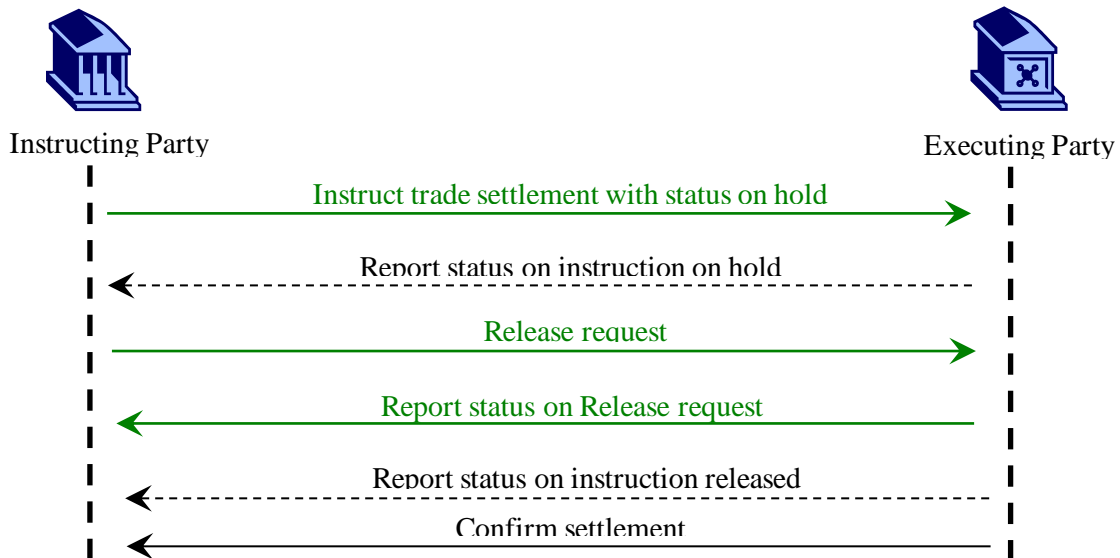 Instructing Party
Executing Party
Instruct trade settlement with status on hold
Report status on instruction on hold
Release request
Report status on Release request
Report status on instruction released
Confirm settlement